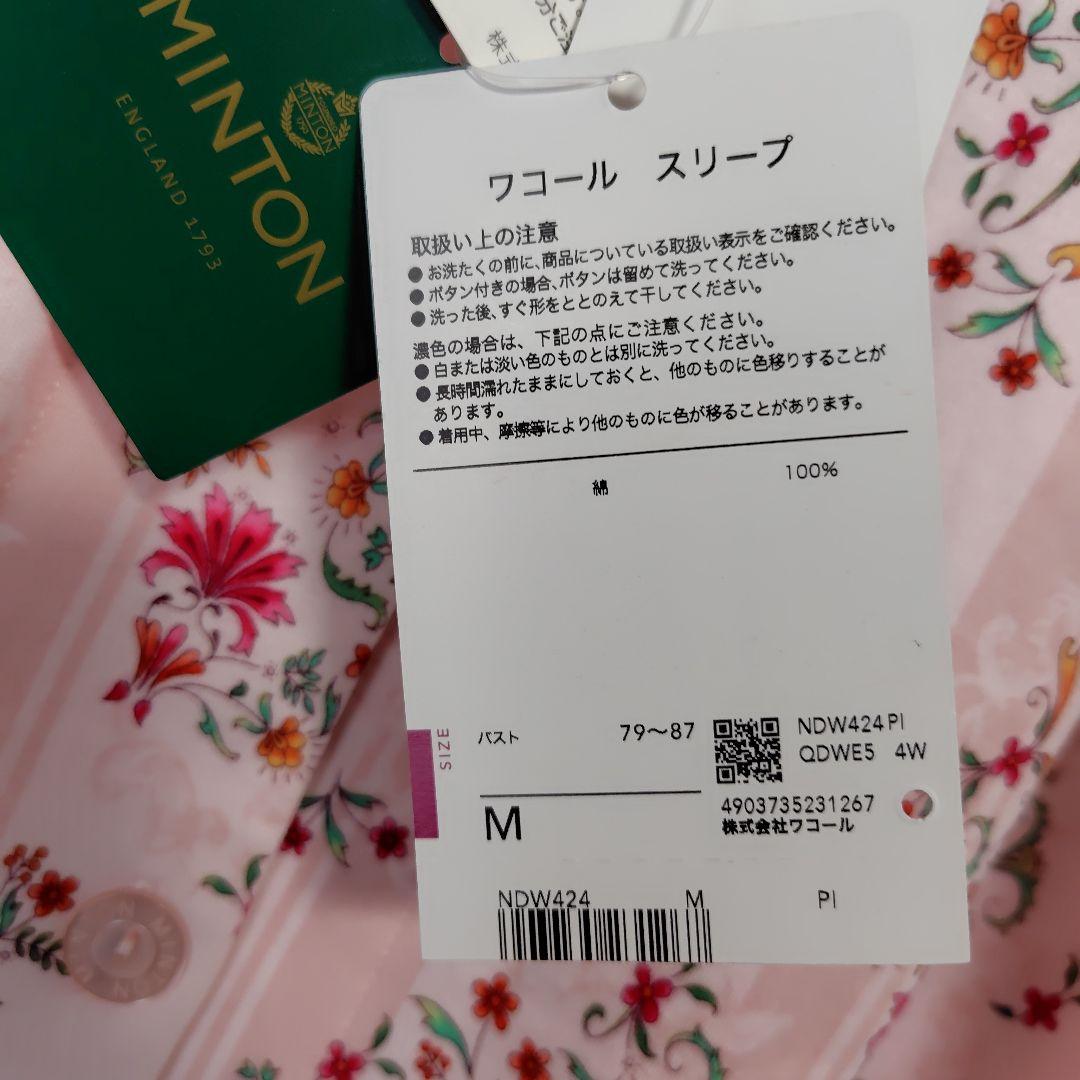 MINTON
ENGLAND 1793
MINTON
1793
株式
ワコール スリープ
取扱い上の注意
●お洗たくの前に、商品についている取扱い表示をご確認ください。
●ボタン付きの場合、ボタンは留めて洗ってください。
●洗った後、すぐ形をととのえて干してください。
濃色の場合は、下記の点にご注意ください。
●白または淡い色のものとは別に洗ってください。
●長時間濡れたままにしておくと、他のものに色移りすることが
あります。
●着用中、摩擦等により他のものに色が移ることがあります。
綿 100%
SIZE
バスト 79〜87
M
NDW424 PI
QDWE5 4W
4903735231267
株式会社ワコール
NDW424 M PI